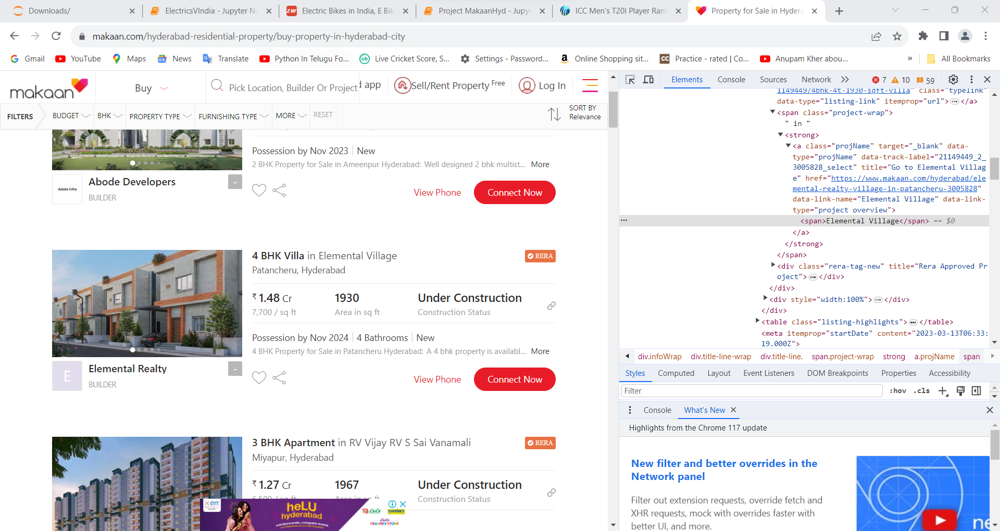 Downloads/
ElectricsVIndia - Jupyter No
Electric Bikes in India, E Bik
Project MakaanHyd - Jupyt
ICC Men's T20I Player Rank
Property for Sale in Hydera
makaan.com/hyderabad-residential-property/buy-property-in-hyderabad-city
Gmail
YouTube
Maps
News
Translate
Python In Telugu Fo...
Live Cricket Score, S...
Settings - Password...
Online Shopping sit...
Practice - rated | Co...
Anupam Kher abou...
»
All Bookmarks
makaan
Buy
Pick Location, Builder Or Project
d app
Sell/Rent Property Free
Log In
FILTERS
BUDGET
BHK
PROPERTY TYPE
FURNISHING TYPE
MORE
RESET
SORT BY
Relevance
Possession by Nov 2023 | New
2 BHK Property for Sale in Ameenpur Hyderabad: Well designed 2 bhk multist... More
Adode Infra
Abode Developers
BUILDER
-
View Phone
Connect Now
4 BHK Villa in Elemental Village
RERA
Patancheru, Hyderabad
₹ 1.48 Cr
7,700 / sq ft
1930
Area in sq ft
Under Construction
Construction Status
Possession by Nov 2024 | 4 Bathrooms | New
4 BHK Property for Sale in Patancheru Hyderabad: A 4 bhk property is availabl... More
E
Elemental Realty
BUILDER
-
View Phone
Connect Now
3 BHK Apartment in RV Vijay RV S Sai Vanamali
RERA
Miyapur, Hyderabad
₹ 1.27 Cr
1967
Under Construction
Construction Status
heLU
hyderabad
LuLu
connect
LuLu
FASHION STORE
Elements
Console
Sources
Network
7
10
59
1149449/4bhk-4t-1930-sqft-villa" class="typelink"
data-type="listing-link" itemprop="url">…</a>
<span class="project-wrap">
" in "
<strong>
<a class="projName" target="_blank" data-
type="projName" data-track-label="21149449_2_
3005828_select" title="Go to Elemental Villag
e" href="https://www.makaan.com/hyderabad/ele
mental-realty-village-in-patancheru-3005828"
data-link-name="Elemental Village" data-link-
type="project overview">
<span>Elemental Village</span> == $0
</a>
</strong>
</span>
<div class="rera-tag-new" title="Rera Approved Pr
oject">…</div>
</div>
<div style="width:100%">…</div>
</div>
<table class="listing-highlights">…</table>
<meta itemprop="startDate" content="2023-03-13T06:33:
19.000Z">
div.infoWrap
div.title-line-wrap
div.title-line.
span.project-wrap
strong
a.projName
span
Styles
Computed
Layout
Event Listeners
DOM Breakpoints
Properties
Accessibility
Filter
:hov
.cls
Console
What's New
Highlights from the Chrome 117 update
New filter and better overrides in the
Network panel
Filter out extension requests, override fetch and
XHR requests, mock with overrides faster with
better UI, and more.
ne